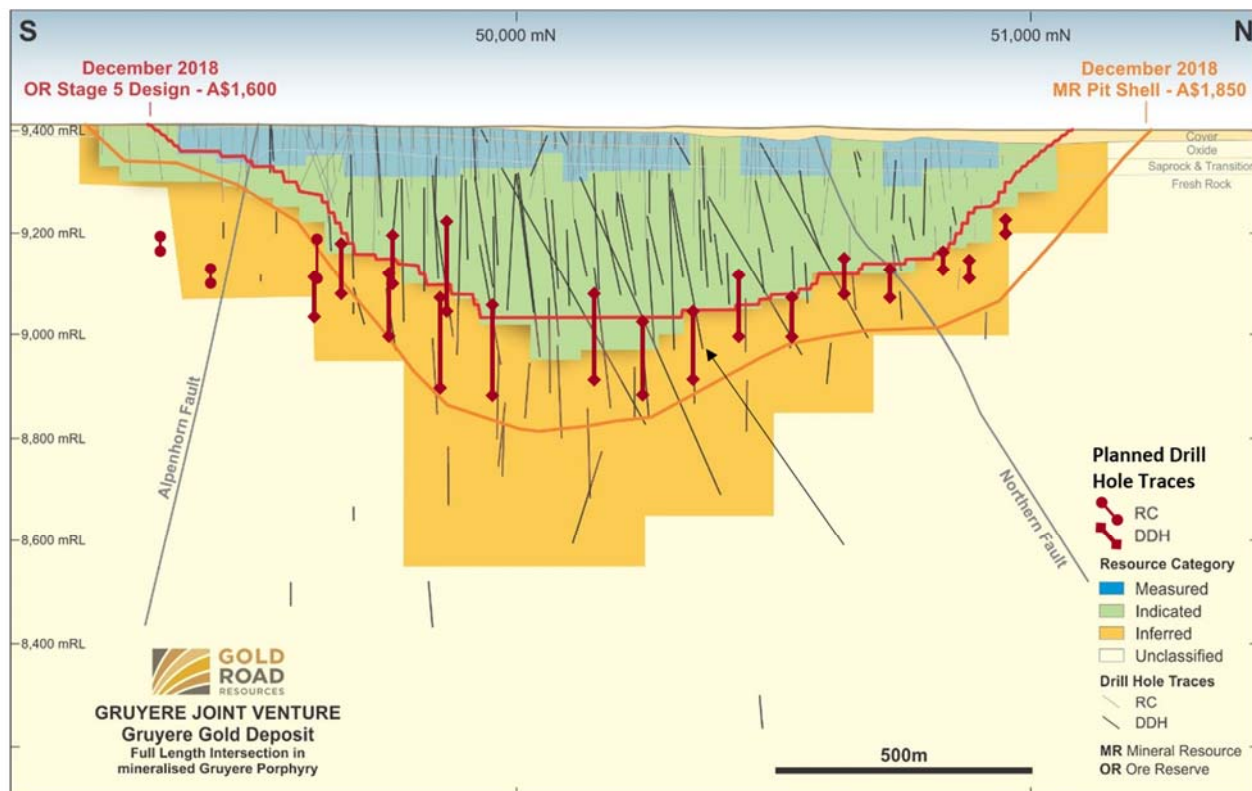 S
50,000 mN
51,000 mN
N
December 2018
OR Stage 5 Design - A$1,600
December 2018
MR Pit Shell - A$1,850
9,400 mRL
Cover
Oxide
Saprock & Transition
Fresh Rock
9,200 mRL
9,000 mRL
8,800 mRL
8,600 mRL
8,400 mRL
Alpenhorn Fault
Northern Fault
Planned Drill
Hole Traces
RC
DDH
Resource Category
Measured
Indicated
Inferred
Unclassified
Drill Hole Traces
RC
DDH
MR Mineral Resource
OR Ore Reserve
GOLD
ROAD
RESOURCES
GRUYERE JOINT VENTURE
Gruyere Gold Deposit
Full Length Intersection in
mineralised Gruyere Porphyry
500m